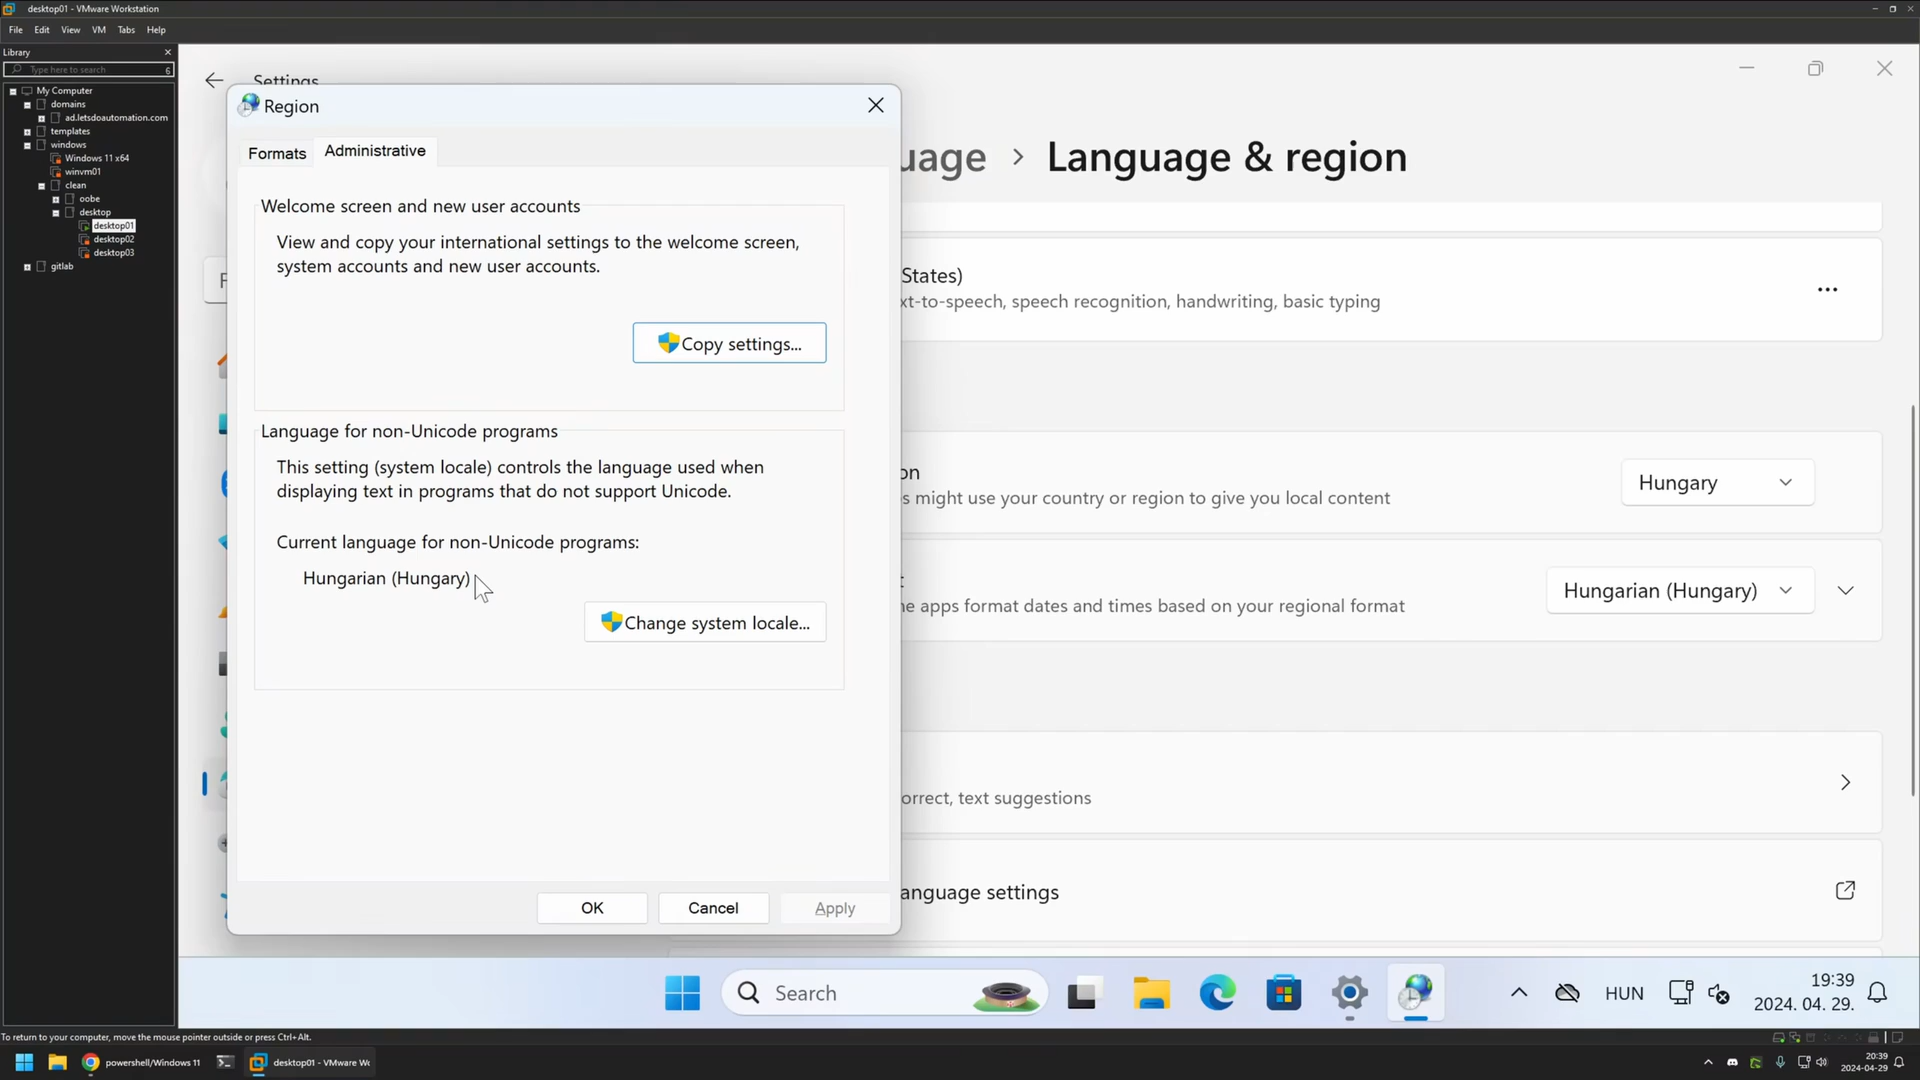 desktop01 - VMware Workstation
File Edit View VM Tabs Help
Library
Type here to search
My Computer
domains
ad.letsdoautomation.com
templates
windows
Windows 11 x64
winvm01
clean
oobe
desktop
desktop01
desktop02
desktop03
gitlab
Settings
Region
Formats Administrative
Welcome screen and new user accounts
View and copy your international settings to the welcome screen,
system accounts and new user accounts.
Copy settings...
Language for non-Unicode programs
This setting (system locale) controls the language used when
displaying text in programs that do not support Unicode.
Current language for non-Unicode programs:
Hungarian (Hungary)
Change system locale...
OK Cancel Apply
uage > Language & region
States)
xt-to-speech, speech recognition, handwriting, basic typing
on
s might use your country or region to give you local content
Hungary
ne apps format dates and times based on your regional format
Hungarian (Hungary)
orrect, text suggestions
anguage settings
Search
HUN
19:39
2024. 04. 29.
To return to your computer, move the mouse pointer outside or press Ctrl+Alt.
powershell/Windows 11
desktop01 - VMware Wo
20:39
2024-04-29